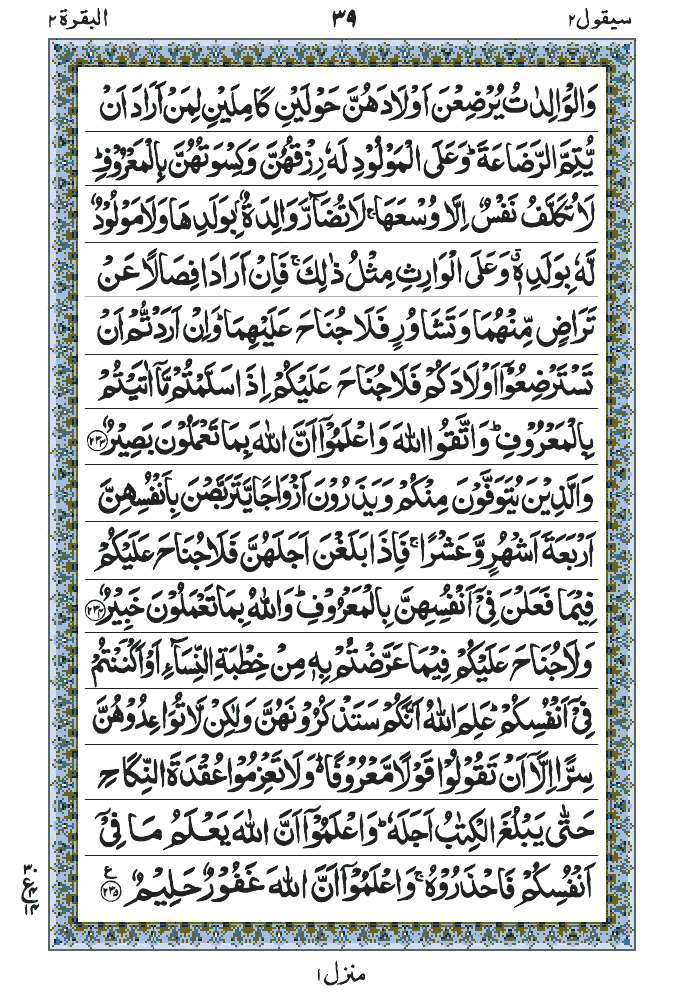 البقرة ٢ ٣٩ سيقول ٢
وَالْوَالِدٰتُ يُرْضِعْنَ اَوْلَادَهُنَّ حَوْلَيْنِ كَامِلَيْنِ لِمَنْ اَرَادَ اَنْ
يُّتِمَّ الرَّضَاعَةَ ؕ وَعَلَى الْمَوْلُوْدِ لَهٗ رِزْقُهُنَّ وَكِسْوَتُهُنَّ بِالْمَعْرُوْفِ ؕ
لَا تُكَلَّفُ نَفْسٌ اِلَّا وُسْعَهَا ۚ لَا تُضَآرَّ وَالِدَةٌۢ بِوَلَدِهَا وَلَا مَوْلُوْدٌ
لَّهٗ بِوَلَدِهٖ ۗ وَعَلَى الْوَارِثِ مِثْلُ ذٰلِكَ ۚ فَاِنْ اَرَادَا فِصَالًا عَنْ
تَرَاضٍ مِّنْهُمَا وَتَشَاوُرٍ فَلَا جُنَاحَ عَلَيْهِمَا ؕ وَاِنْ اَرَدْتُّمْ اَنْ
تَسْتَرْضِعُوْۤا اَوْلَادَكُمْ فَلَا جُنَاحَ عَلَيْكُمْ اِذَا سَلَّمْتُمْ مَّاۤ اٰتَيْتُمْ
بِالْمَعْرُوْفِ ؕ وَاتَّقُوا اللّٰهَ وَاعْلَمُوْۤا اَنَّ اللّٰهَ بِمَا تَعْمَلُوْنَ بَصِيْرٌ ﴿۲۳۳﴾
وَالَّذِيْنَ يُتَوَفَّوْنَ مِنْكُمْ وَيَذَرُوْنَ اَزْوَاجًا يَّتَرَبَّصْنَ بِاَنْفُسِهِنَّ
اَرْبَعَةَ اَشْهُرٍ وَّعَشْرًا ۚ فَاِذَا بَلَغْنَ اَجَلَهُنَّ فَلَا جُنَاحَ عَلَيْكُمْ
فِيْمَا فَعَلْنَ فِيْۤ اَنْفُسِهِنَّ بِالْمَعْرُوْفِ ؕ وَاللّٰهُ بِمَا تَعْمَلُوْنَ خَبِيْرٌ ﴿۲۳۴﴾
وَلَا جُنَاحَ عَلَيْكُمْ فِيْمَا عَرَّضْتُمْ بِهٖ مِنْ خِطْبَةِ النِّسَآءِ اَوْ اَكْنَنْتُمْ
فِيْۤ اَنْفُسِكُمْ ؕ عَلِمَ اللّٰهُ اَنَّكُمْ سَتَذْكُرُوْنَهُنَّ وَلٰكِنْ لَّا تُوَاعِدُوْهُنَّ
سِرًّا اِلَّاۤ اَنْ تَقُوْلُوْا قَوْلًا مَّعْرُوْفًا ؕ وَلَا تَعْزِمُوْا عُقْدَةَ النِّكَاحِ
حَتّٰى يَبْلُغَ الْكِتٰبُ اَجَلَهٗ ؕ وَاعْلَمُوْۤا اَنَّ اللّٰهَ يَعْلَمُ مَا فِيْۤ
اَنْفُسِكُمْ فَاحْذَرُوْهُ ۚ وَاعْلَمُوْۤا اَنَّ اللّٰهَ غَفُوْرٌ حَلِيْمٌ ﴿۲۳۵﴾ ع
منزل ١